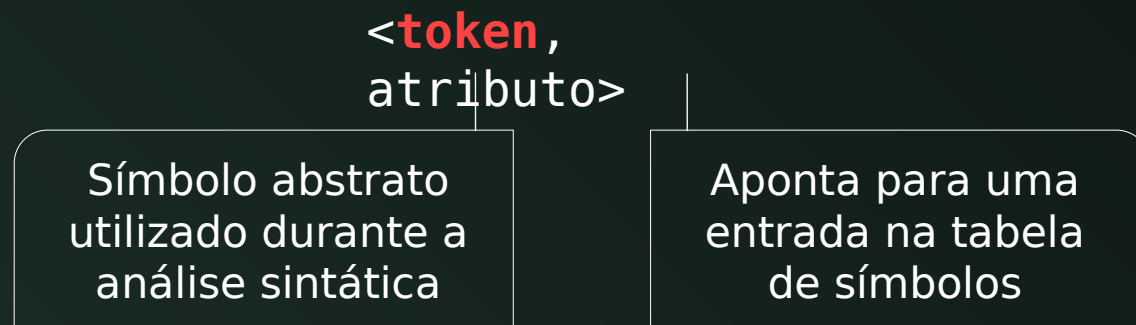 <token,
atributo>
Símbolo abstrato
utilizado durante a
análise sintática
Aponta para uma
entrada na tabela
de símbolos